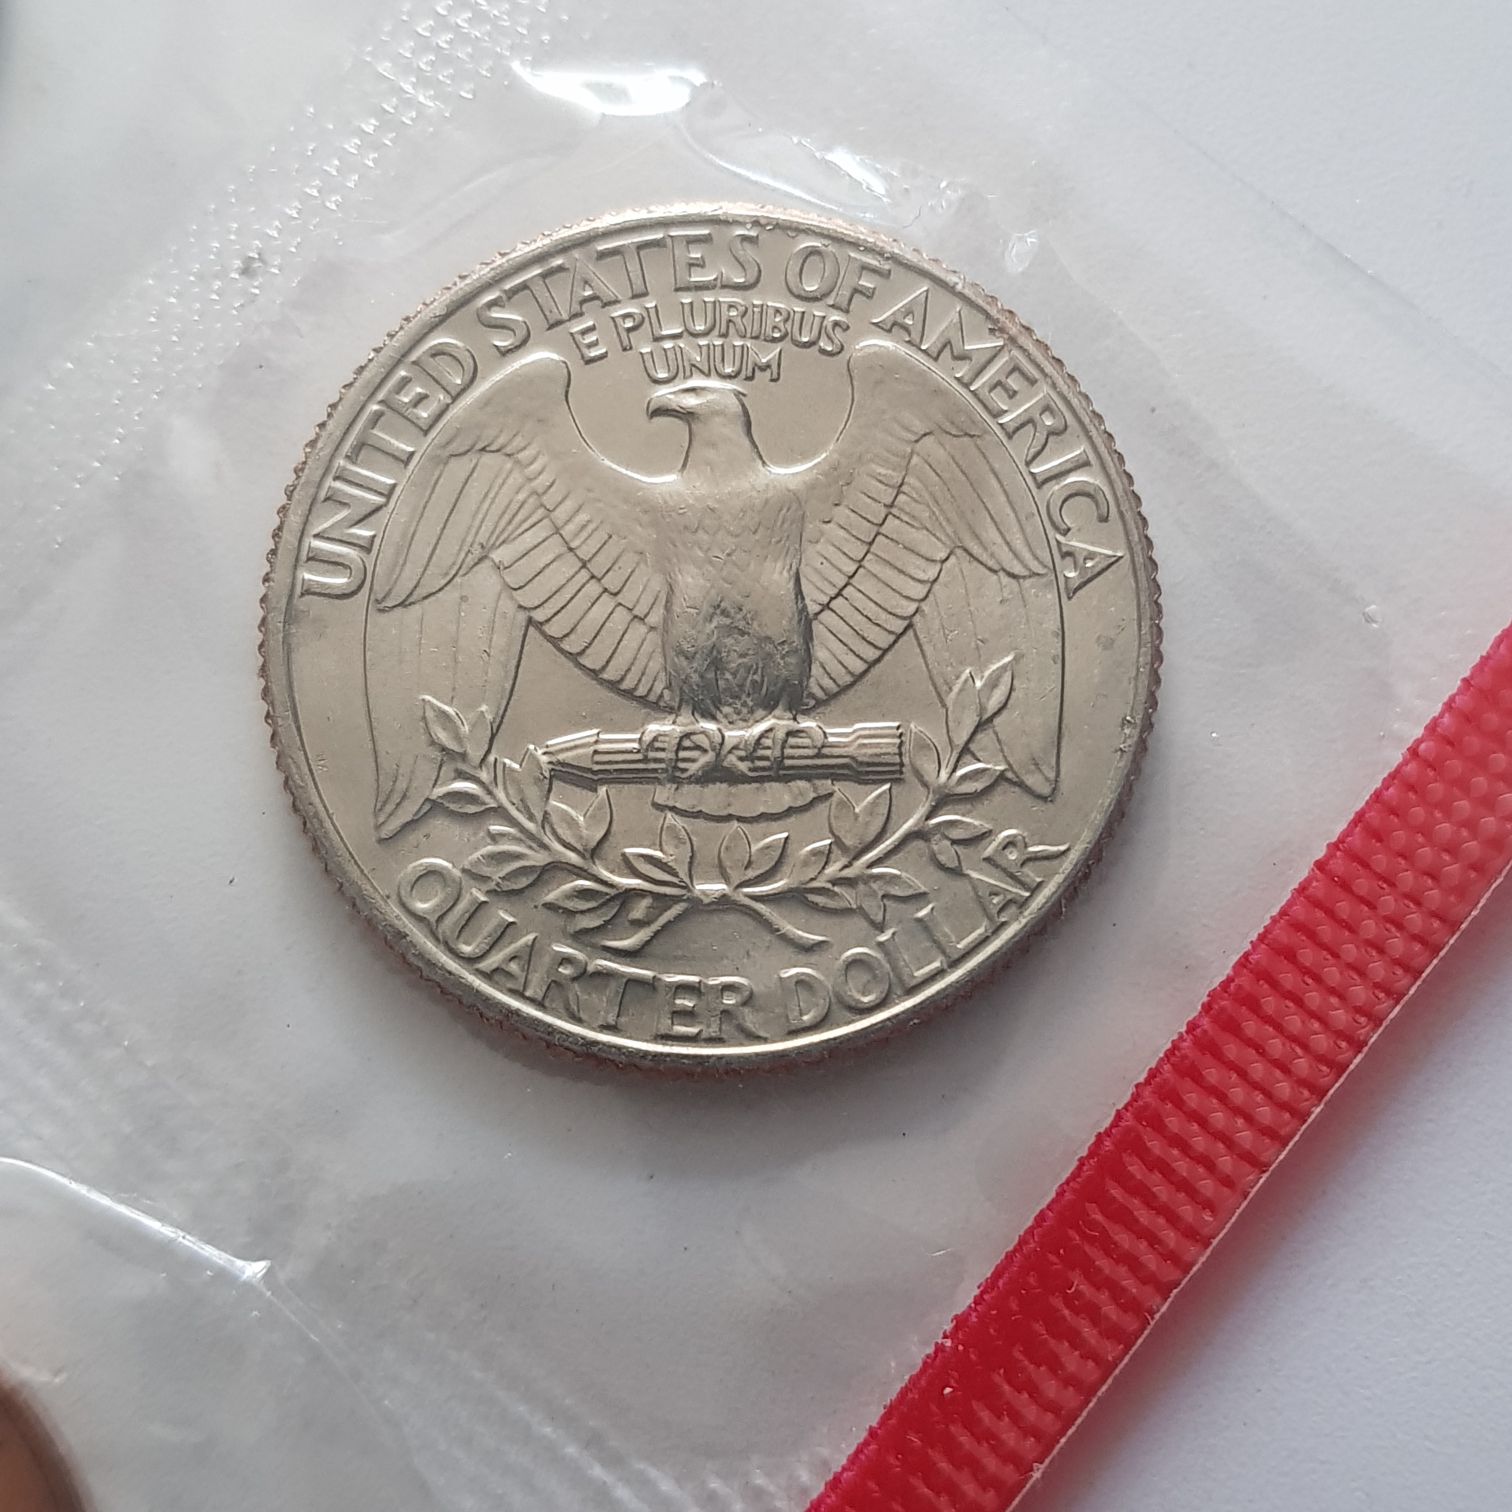 UNITED STATES OF AMERICA
E PLURIBUS
UNUM
QUARTER DOLLAR